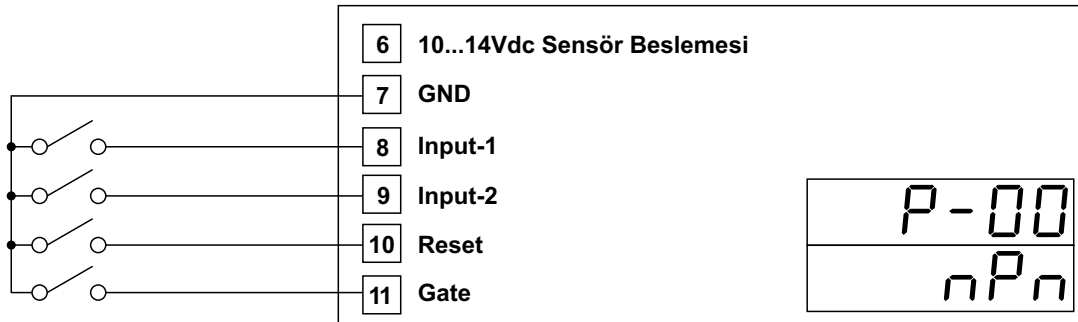 6 10...14Vdc Sensör Beslemesi
7 GND
8 Input-1
9 Input-2
10 Reset
11 Gate
P-00
nPn